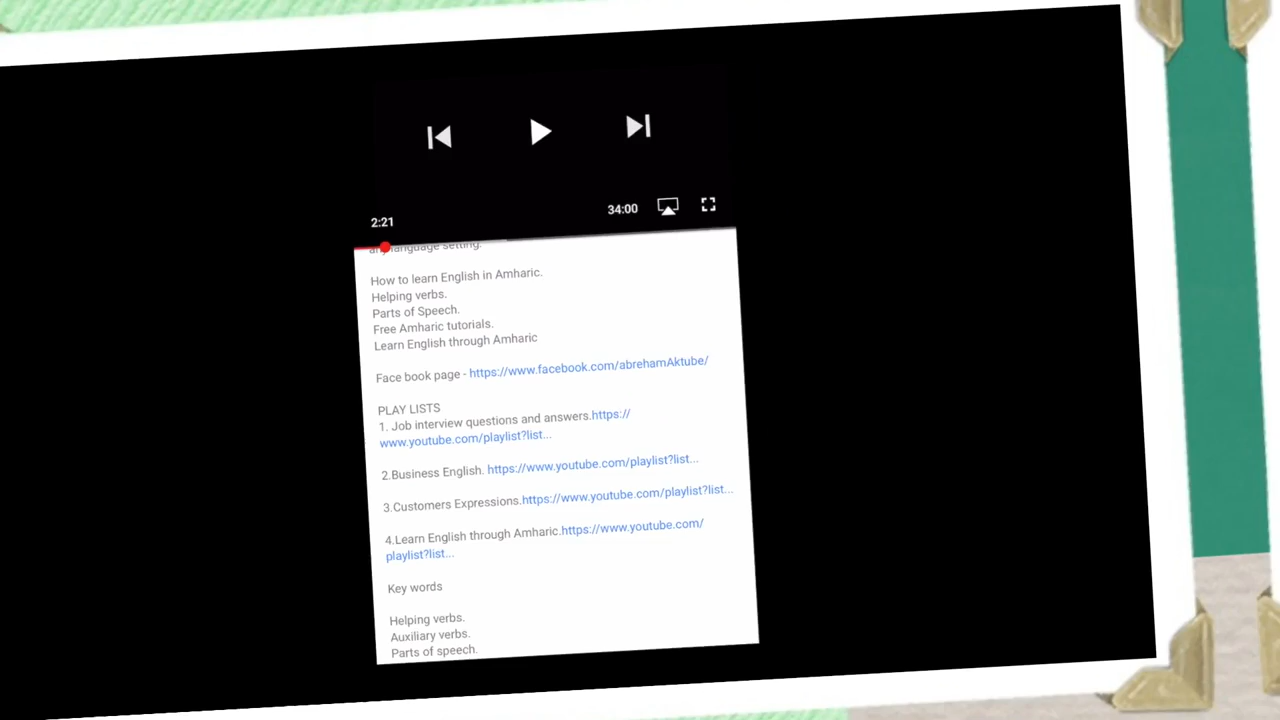 2:21
34:00
any language setting.
How to learn English in Amharic.
Helping verbs.
Parts of Speech.
Free Amharic tutorials.
Learn English through Amharic
Face book page - https://www.facebook.com/abrehamAktube/
PLAY LISTS
1. Job interview questions and answers.https://
www.youtube.com/playlist?list...
2.Business English. https://www.youtube.com/playlist?list...
3.Customers Expressions.https://www.youtube.com/playlist?list...
4.Learn English through Amharic.https://www.youtube.com/
playlist?list...
Key words
Helping verbs.
Auxiliary verbs.
Parts of speech.